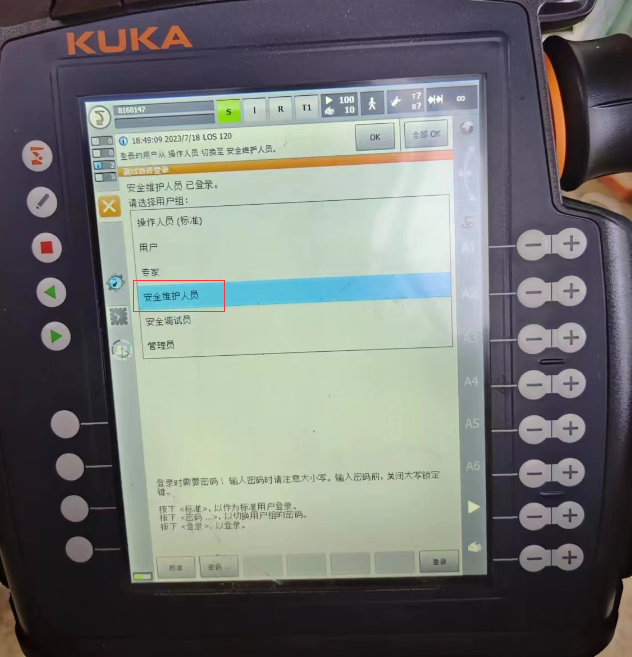 KUKA
8160147
S I R T1 100 10 T? B? ∞
18:49:09 2023/7/18 LOS 120
登录的用户从 操作人员 切换至 安全维护人员。
OK
全部 OK
通过选择登录
安全维护人员 已登录。
请选择用户组:
操作人员 (标准)
用户
专家
安全维护人员
安全调试员
管理员
A1
A2
A3
A4
A5
A6
登录时需要密码! 输入密码时请注意大小写。输入密码前, 关闭大写锁定
键。
按下 <标准>, 以作为标准用户登录。
按下 <密码 ...>, 以切换用户组的密码。
按下 <登录>, 以登录。
标准
密码 ...
登录